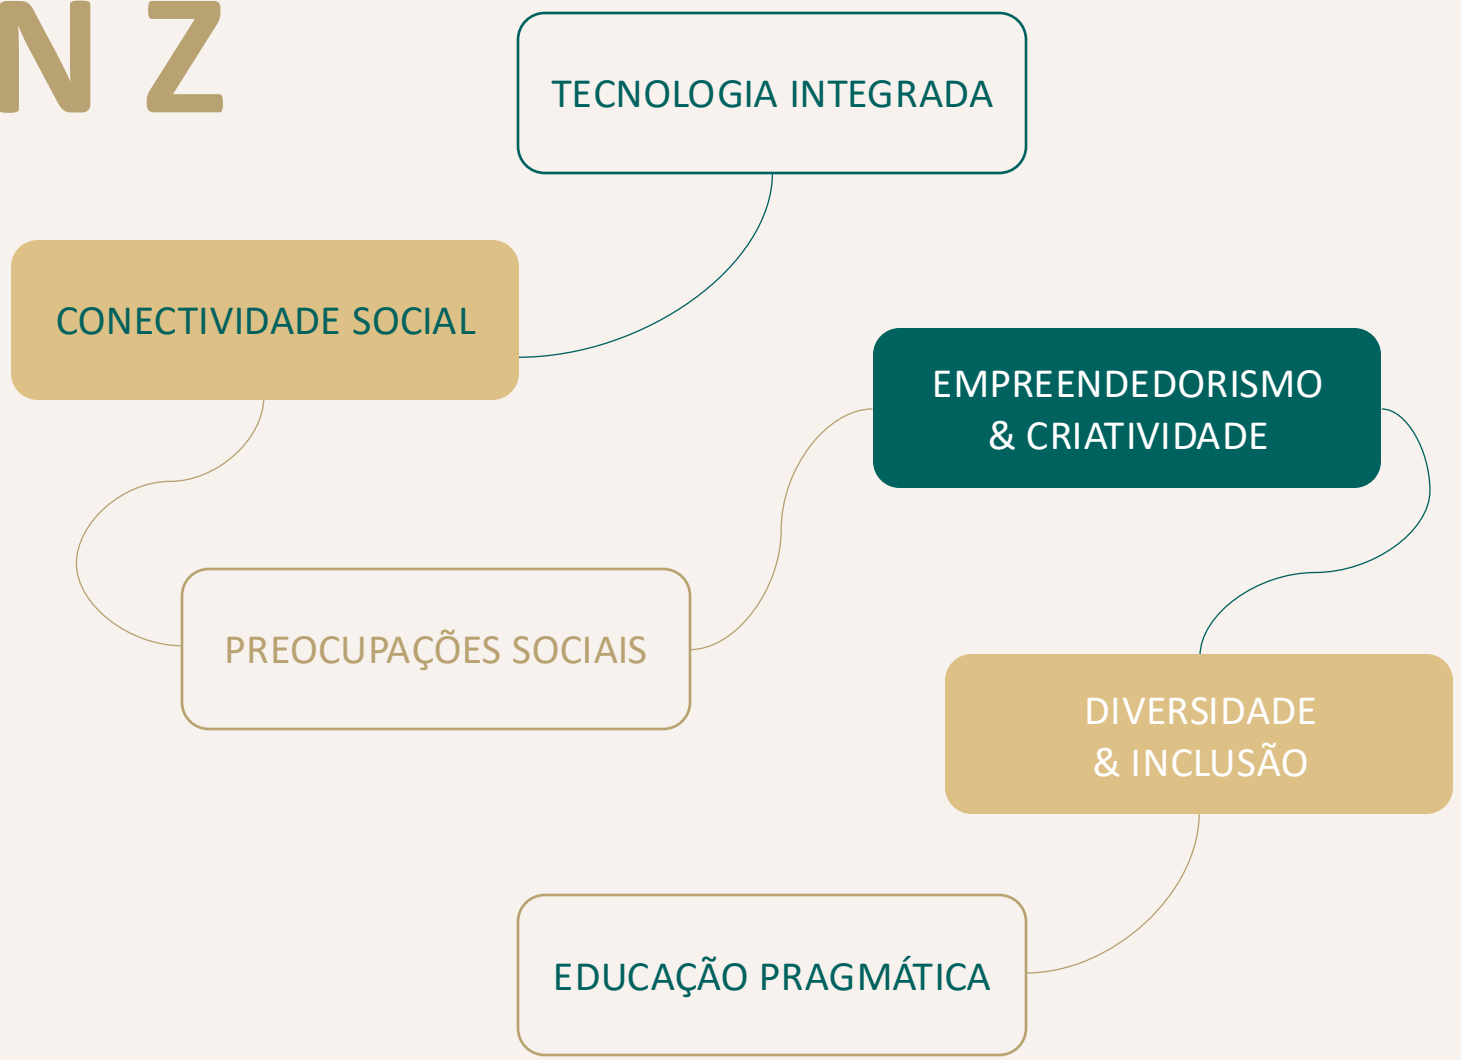 N Z
TECNOLOGIA INTEGRADA
CONECTIVIDADE SOCIAL
EMPREENDEDORISMO
& CRIATIVIDADE
PREOCUPAÇÕES SOCIAIS
DIVERSIDADE
& INCLUSÃO
EDUCAÇÃO PRAGMÁTICA